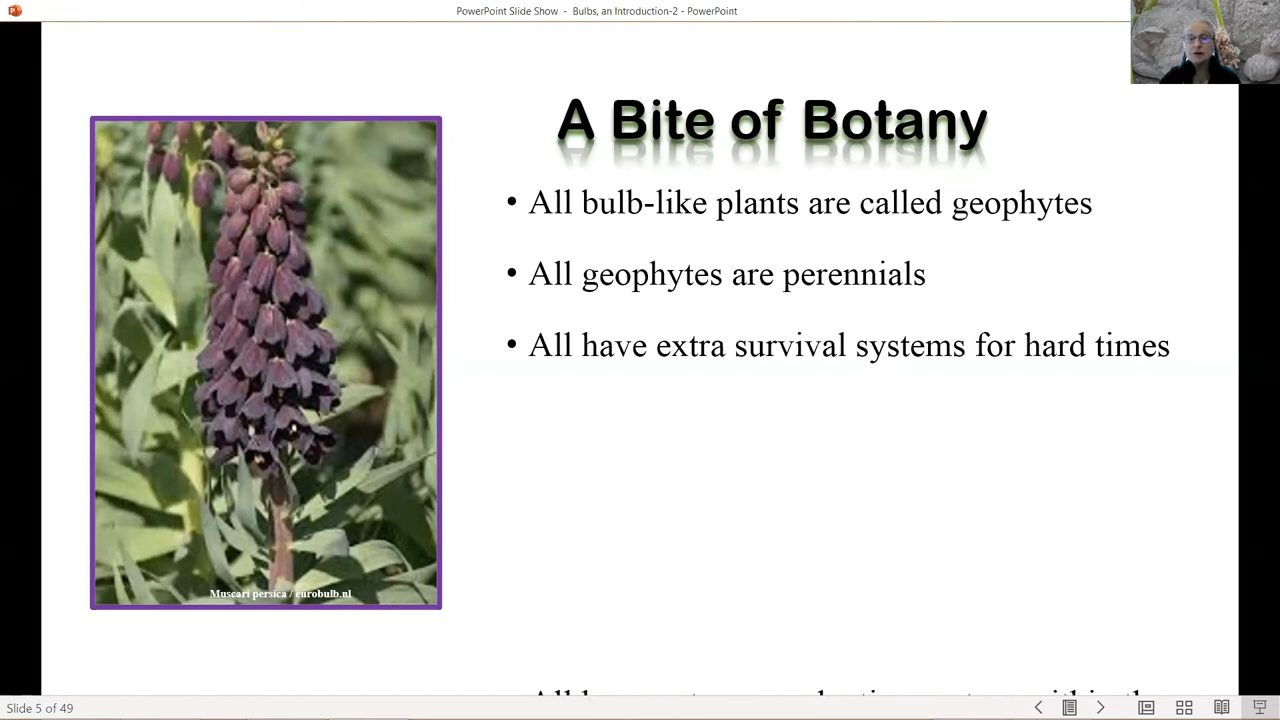 PowerPoint Slide Show - Bulbs, an Introduction-2 - PowerPoint
A Bite of Botany
• All bulb-like plants are called geophytes
• All geophytes are perennials
• All have extra survival systems for hard times
Muscari persica / eurobulb.nl
Slide 5 of 49